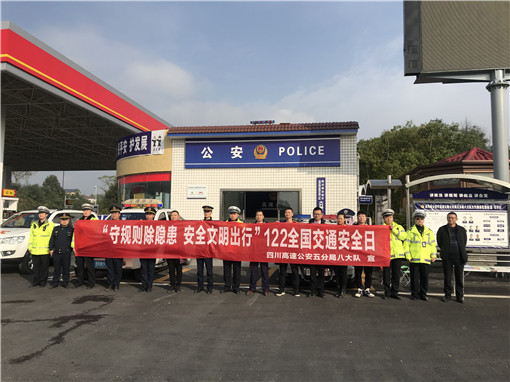 平安 护发展
公安 POLICE
“守规则除隐患 安全文明出行”122全国交通安全日
四川高速公安五分局八大队 宣